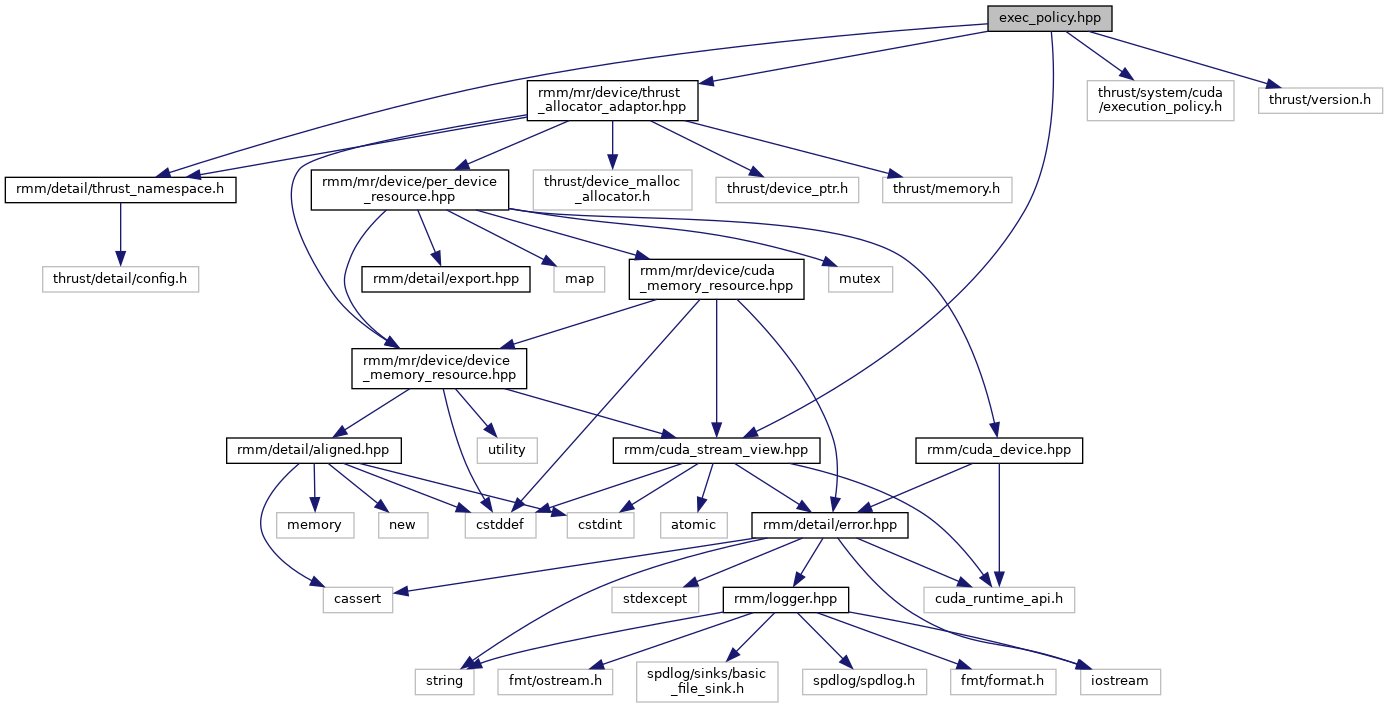 exec_policy.hpp
rmm/mr/device/thrust
_allocator_adaptor.hpp
thrust/system/cuda
/execution_policy.h
thrust/version.h
rmm/detail/thrust_namespace.h
rmm/mr/device/per_device
_resource.hpp
thrust/device_malloc
_allocator.h
thrust/device_ptr.h
thrust/memory.h
thrust/detail/config.h
rmm/detail/export.hpp
map
rmm/mr/device/cuda
_memory_resource.hpp
mutex
rmm/mr/device/device
_memory_resource.hpp
rmm/detail/aligned.hpp
utility
rmm/cuda_stream_view.hpp
rmm/cuda_device.hpp
memory
new
cstddef
cstdint
atomic
rmm/detail/error.hpp
cassert
stdexcept
rmm/logger.hpp
cuda_runtime_api.h
string
fmt/ostream.h
spdlog/sinks/basic
_file_sink.h
spdlog/spdlog.h
fmt/format.h
iostream